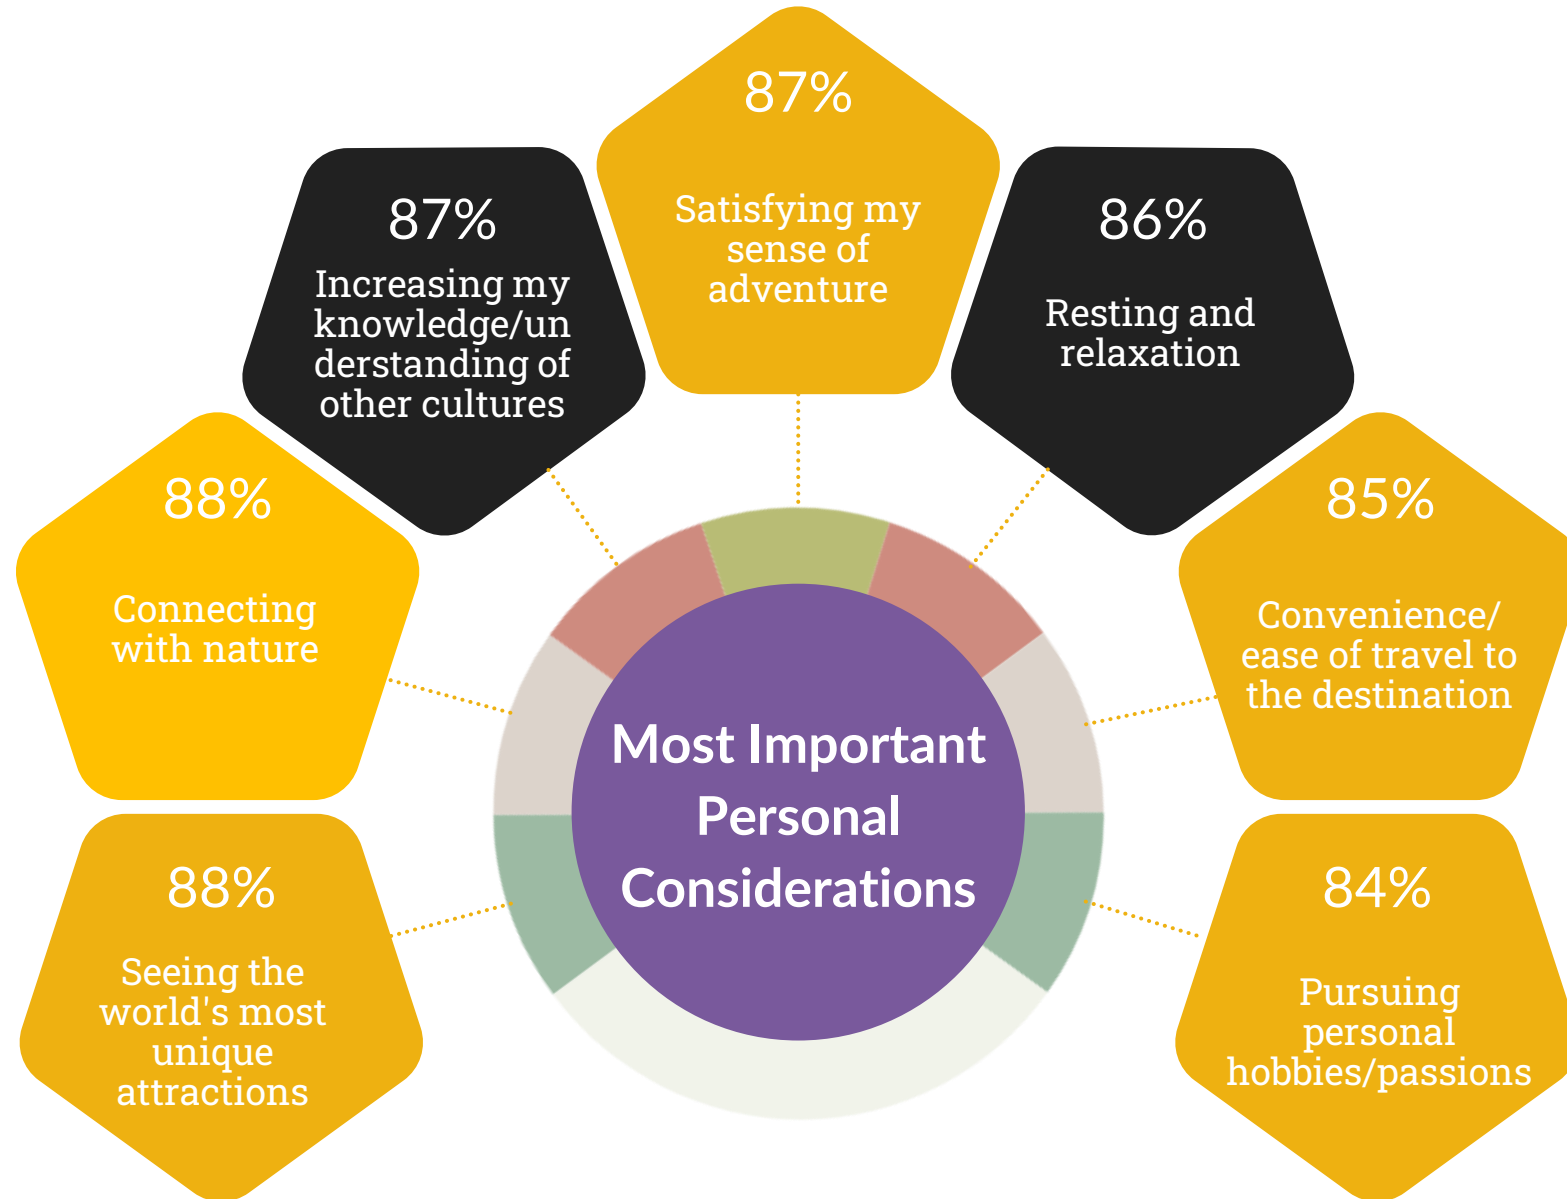 87%
Satisfying my
sense of
adventure
87%
Increasing my
knowledge/un
derstanding of
other cultures
86%
Resting and
relaxation
88%
Connecting
with nature
85%
Convenience/
ease of travel to
the destination
Most Important
Personal
Considerations
88%
Seeing the
world's most
unique
attractions
84%
Pursuing
personal
hobbies/passions